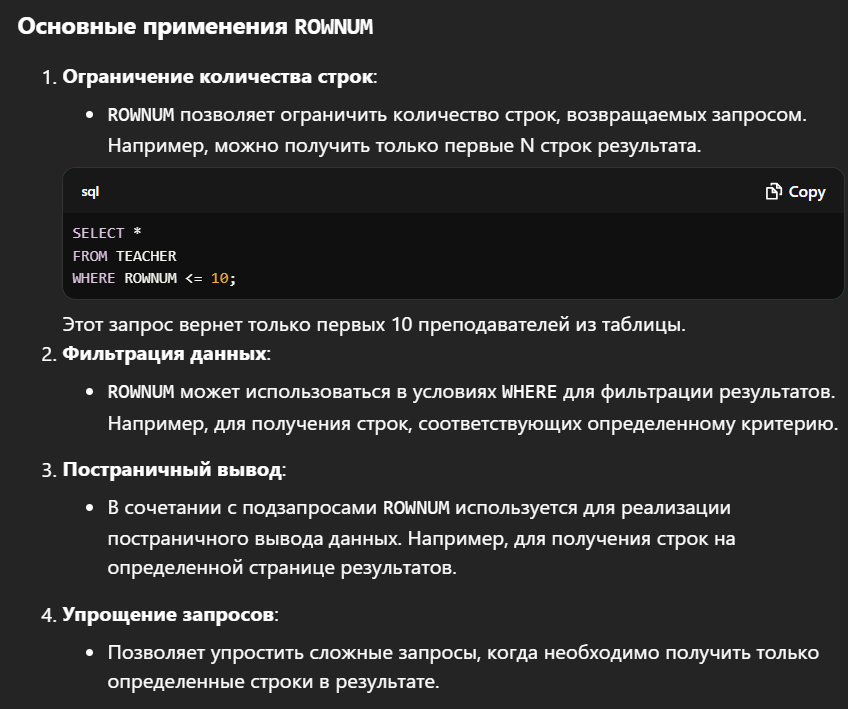 Основные применения ROWNUM
1. Ограничение количества строк:
• ROWNUM позволяет ограничить количество строк, возвращаемых запросом.
Например, можно получить только первые N строк результата.
sql
Copy
SELECT *
FROM TEACHER
WHERE ROWNUM <= 10;
Этот запрос вернет только первых 10 преподавателей из таблицы.
2. Фильтрация данных:
• ROWNUM может использоваться в условиях WHERE для фильтрации результатов.
Например, для получения строк, соответствующих определенному критерию.
3. Постраничный вывод:
• В сочетании с подзапросами ROWNUM используется для реализации
постраничного вывода данных. Например, для получения строк на
определенной странице результатов.
4. Упрощение запросов:
• Позволяет упростить сложные запросы, когда необходимо получить только
определенные строки в результате.